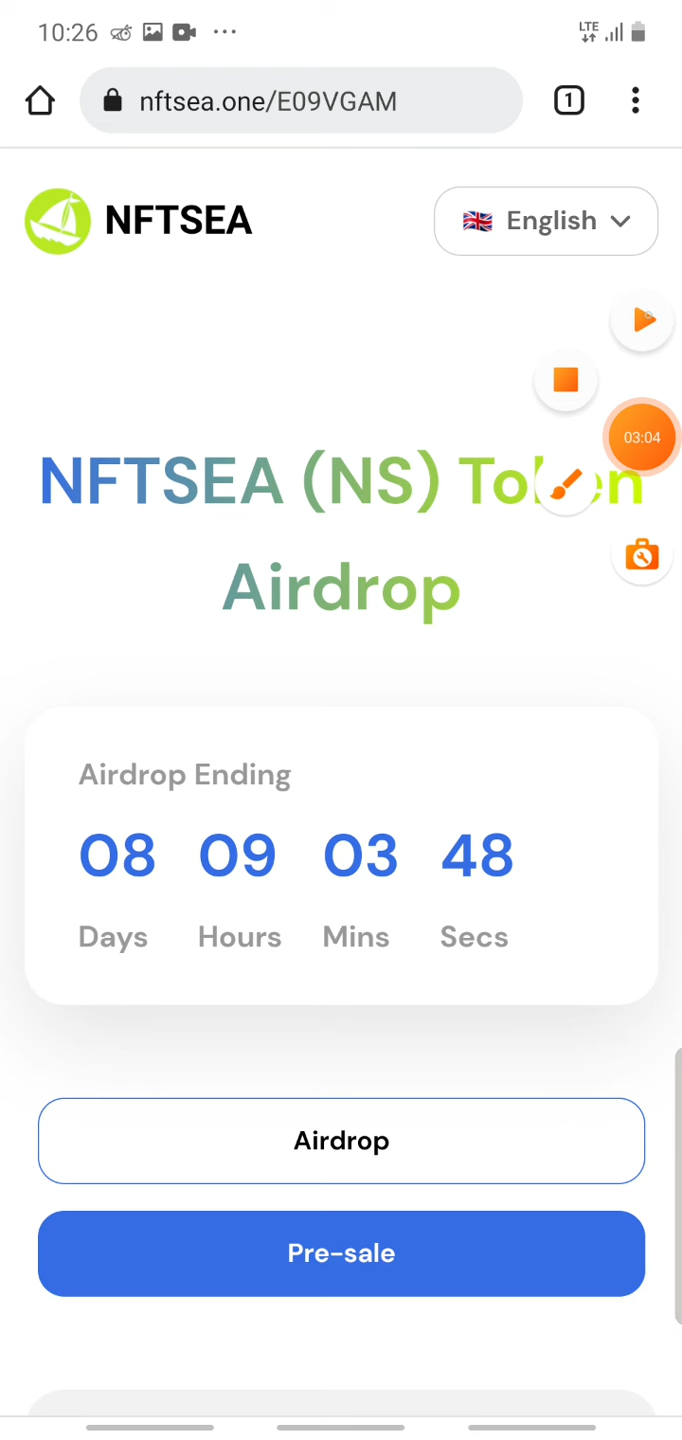 10:26
LTE
nftsea.one/E09VGAM
1
NFTSEA
English
03:04
NFTSEA (NS) Token
Airdrop
Airdrop Ending
08 09 03 48
Days Hours Mins Secs
Airdrop
Pre-sale